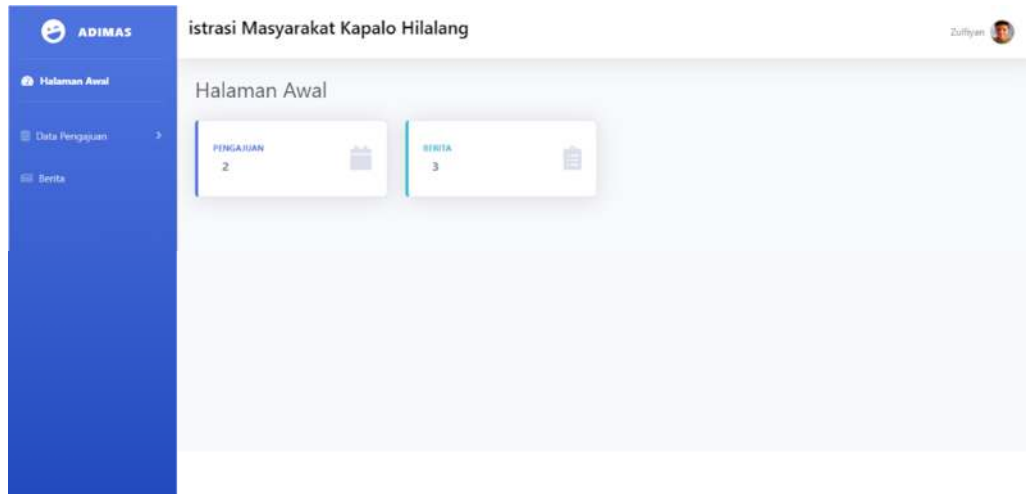 ADIMAS
istrasi Masyarakat Kapalo Hilalang
Zulfiyan
Halaman Awal
Halaman Awal
Data Pengajuan
Berita
PENGAJUAN
2
BERITA
3